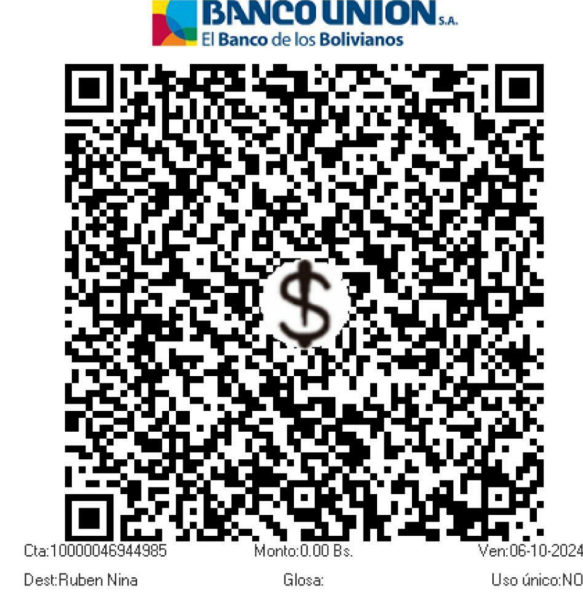 BANCO UNION S.A.
El Banco de los Bolivianos
$
Cta:10000046944985 Monto:0.00 Bs. Ven:06-10-2024
Dest:Ruben Nina Glosa: Uso único:NO